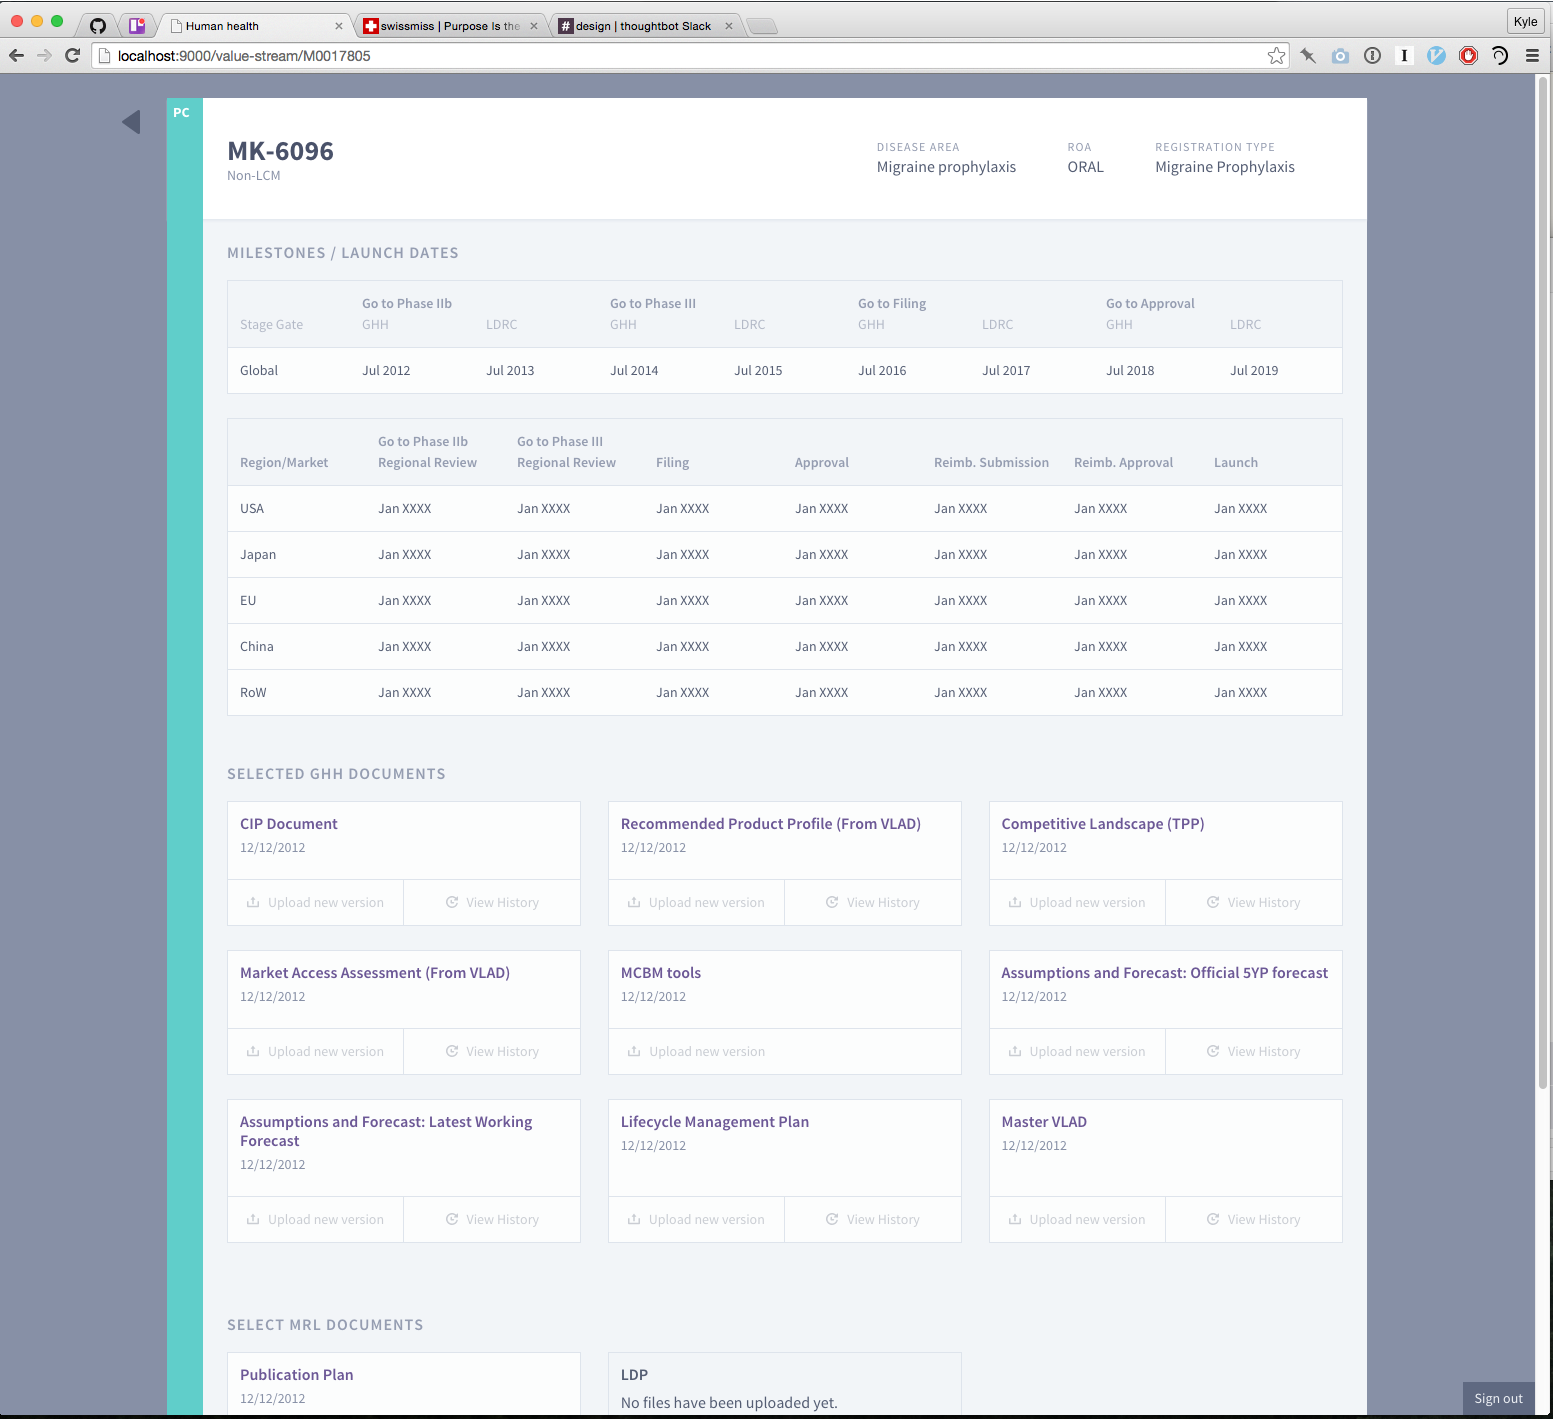 Human health
swissmiss | Purpose Is the
# design | thoughtbot Slack
Kyle
localhost:9000/value-stream/M0017805
I
PC
MK-6096
Non-LCM
DISEASE AREA
Migraine prophylaxis
ROA
ORAL
REGISTRATION TYPE
Migraine Prophylaxis
MILESTONES / LAUNCH DATES
Go to Phase IIb Go to Phase III Go to Filing Go to Approval
Stage Gate GHH LDRC GHH LDRC GHH LDRC GHH LDRC
Global Jul 2012 Jul 2013 Jul 2014 Jul 2015 Jul 2016 Jul 2017 Jul 2018 Jul 2019
Go to Phase IIb Go to Phase III
Region/Market Regional Review Regional Review Filing Approval Reimb. Submission Reimb. Approval Launch
USA Jan XXXX Jan XXXX Jan XXXX Jan XXXX Jan XXXX Jan XXXX Jan XXXX
Japan Jan XXXX Jan XXXX Jan XXXX Jan XXXX Jan XXXX Jan XXXX Jan XXXX
EU Jan XXXX Jan XXXX Jan XXXX Jan XXXX Jan XXXX Jan XXXX Jan XXXX
China Jan XXXX Jan XXXX Jan XXXX Jan XXXX Jan XXXX Jan XXXX Jan XXXX
RoW Jan XXXX Jan XXXX Jan XXXX Jan XXXX Jan XXXX Jan XXXX Jan XXXX
SELECTED GHH DOCUMENTS
CIP Document
12/12/2012
Upload new version View History
Recommended Product Profile (From VLAD)
12/12/2012
Upload new version View History
Competitive Landscape (TPP)
12/12/2012
Upload new version View History
Market Access Assessment (From VLAD)
12/12/2012
Upload new version View History
MCBM tools
12/12/2012
Upload new version
Assumptions and Forecast: Official 5YP forecast
12/12/2012
Upload new version View History
Assumptions and Forecast: Latest Working
Forecast
12/12/2012
Upload new version View History
Lifecycle Management Plan
12/12/2012
Upload new version View History
Master VLAD
12/12/2012
Upload new version View History
SELECT MRL DOCUMENTS
Publication Plan
12/12/2012
LDP
No files have been uploaded yet.
Sign out